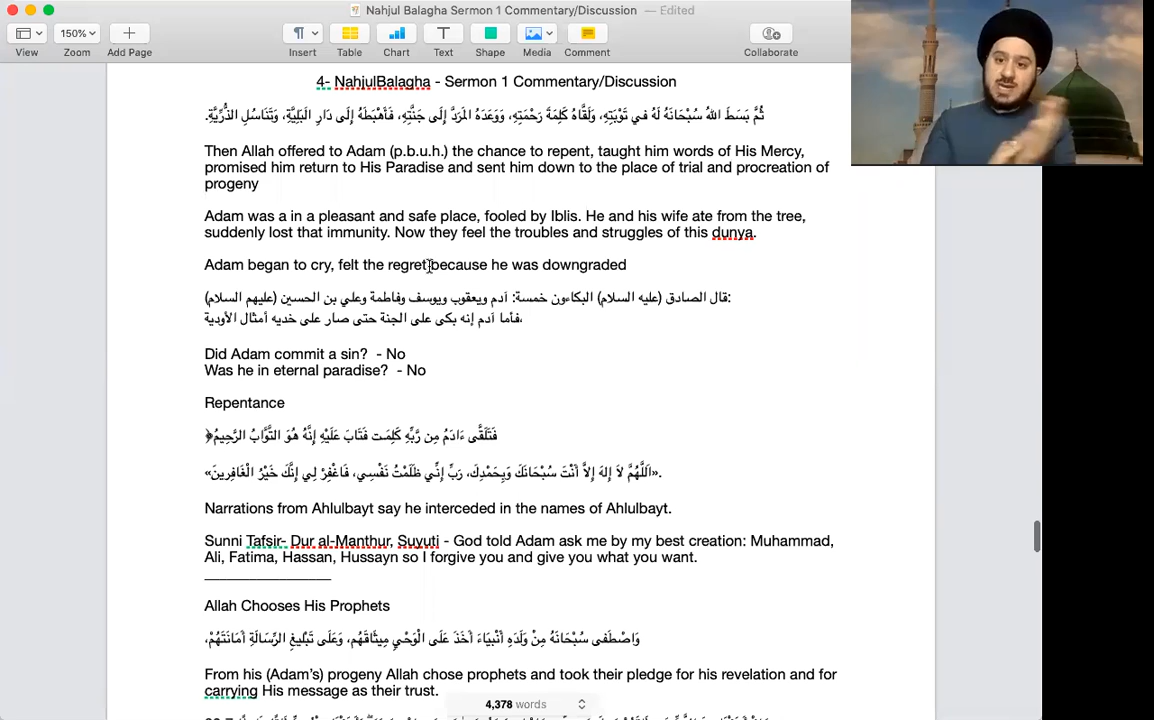 Nahjul Balagha Sermon 1 Commentary/Discussion — Edited
150%
View Zoom Add Page Insert Table Chart Text Shape Media Comment Collaborate
4- NahjulBalagha - Sermon 1 Commentary/Discussion
ثُمَّ بَسَطَ اللهُ سُبْحَانَهُ لَهُ في تَوْبَتِهِ، وَلَقَّاهُ كَلِمَةَ رَحْمَتِهِ، وَوَعَدَهُ المَرَدَّ إِلَى جَنَّتِهِ، فَأَهْبَطَهُ إِلَى دَارِ الَبَلِيَّةِ، وَتَنَاسُلِ الذُّرِّيَّةِ.
Then Allah offered to Adam (p.b.u.h.) the chance to repent, taught him words of His Mercy,
promised him return to His Paradise and sent him down to the place of trial and procreation of
progeny
Adam was a in a pleasant and safe place, fooled by Iblis. He and his wife ate from the tree,
suddenly lost that immunity. Now they feel the troubles and struggles of this dunya.
Adam began to cry, felt the regret because he was downgraded
قال الصادق (عليه السلام) البكاءون خمسة: آدم ويعقوب ويوسف وفاطمة وعلي بن الحسين (عليهم السلام):
فأما آدم إنه بكى على الجنة حتى صار على خديه أمثال الأودية،
Did Adam commit a sin? - No
Was he in eternal paradise? - No
Repentance
فَتَلَقَّى ءَادَمُ مِن رَّبِّهِ كَلِمَت فَتَابَ عَلَيْهِ إِنَّهُ هُوَ التَّوَّابُ الرَّحِيمُ﴿
«اَللَّهُمَّ لاَ إِلهَ إِلاَّ أَنْتَ سُبْحَانَكَ وَبِحَمْدِكَ، رَبِّ إِنِّي ظَلَمْتُ نَفْسِي، فَاغْفِرْ لِي إِنَّكَ خَيْرُ الْغَافِرِينَ».
Narrations from Ahlulbayt say he interceded in the names of Ahlulbayt.
Sunni Tafsir- Dur al-Manthur, Suyuti - God told Adam ask me by my best creation: Muhammad,
Ali, Fatima, Hassan, Hussayn so I forgive you and give you what you want.
Allah Chooses His Prophets
وَاصْطَفى سُبْحَانَهُ مِنْ وَلَدَهِ أَنْبِيَاءَ أَخَذَ عَلَى الْوَحْيِ مِيثَاقَهُم، وَعَلَى تَبْلِيغِ الرِّسَالَةِ أَمَانَتَهُمْ،
From his (Adam's) progeny Allah chose prophets and took their pledge for his revelation and for
carrying His message as their trust.
4,378 words